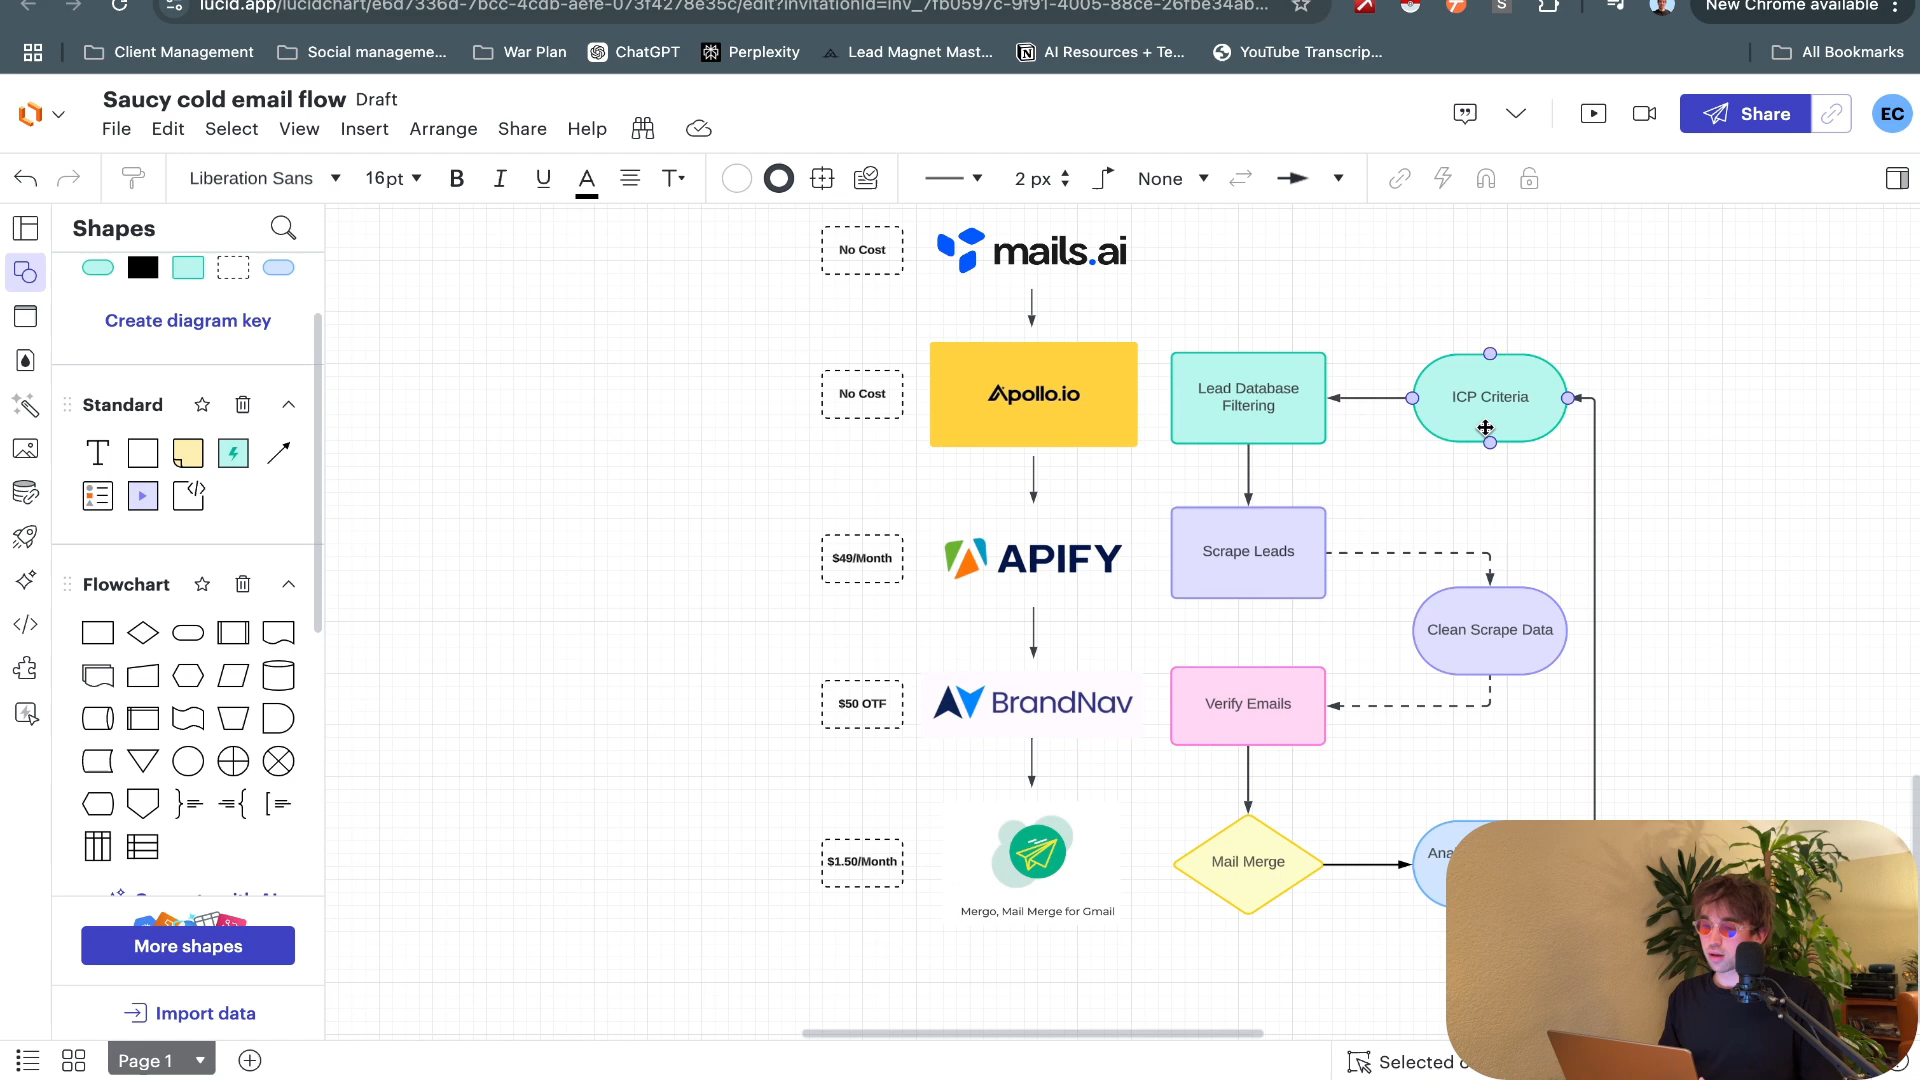 lucid.app/lucidchart/e6d7336d-7bcc-4cdb-aefe-073f4278e35c/edit?invitationId=inv_7fb0597c-9f91-4005-88ce-26fbe34ab...
New Chrome available
Client Management
Social manageme...
War Plan
ChatGPT
Perplexity
Lead Magnet Mast...
AI Resources + Te...
YouTube Transcrip...
All Bookmarks
Saucy cold email flow Draft
File Edit Select View Insert Arrange Share Help
Share
EC
Liberation Sans
16pt
B I U A T
2 px
None
Shapes
Create diagram key
Standard
T
Flowchart
More shapes
Import data
Page 1
Selected
No Cost
mails.ai
No Cost
Apollo.io
Lead Database
Filtering
ICP Criteria
$49/Month
APIFY
Scrape Leads
Clean Scrape Data
$50 OTF
BrandNav
Verify Emails
$1.50/Month
Mergo, Mail Merge for Gmail
Mail Merge
Ana